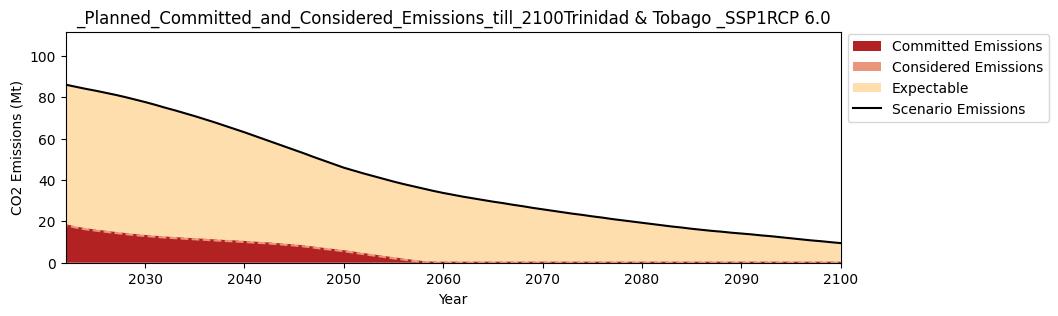 _Planned_Committed_and_Considered_Emissions_till_2100Trinidad & Tobago _SSP1RCP 6.0
CO2 Emissions (Mt)
100
80
60
40
20
0
2030 2040 2050 2060 2070 2080 2090 2100
Year
Committed Emissions
Considered Emissions
Expectable
Scenario Emissions